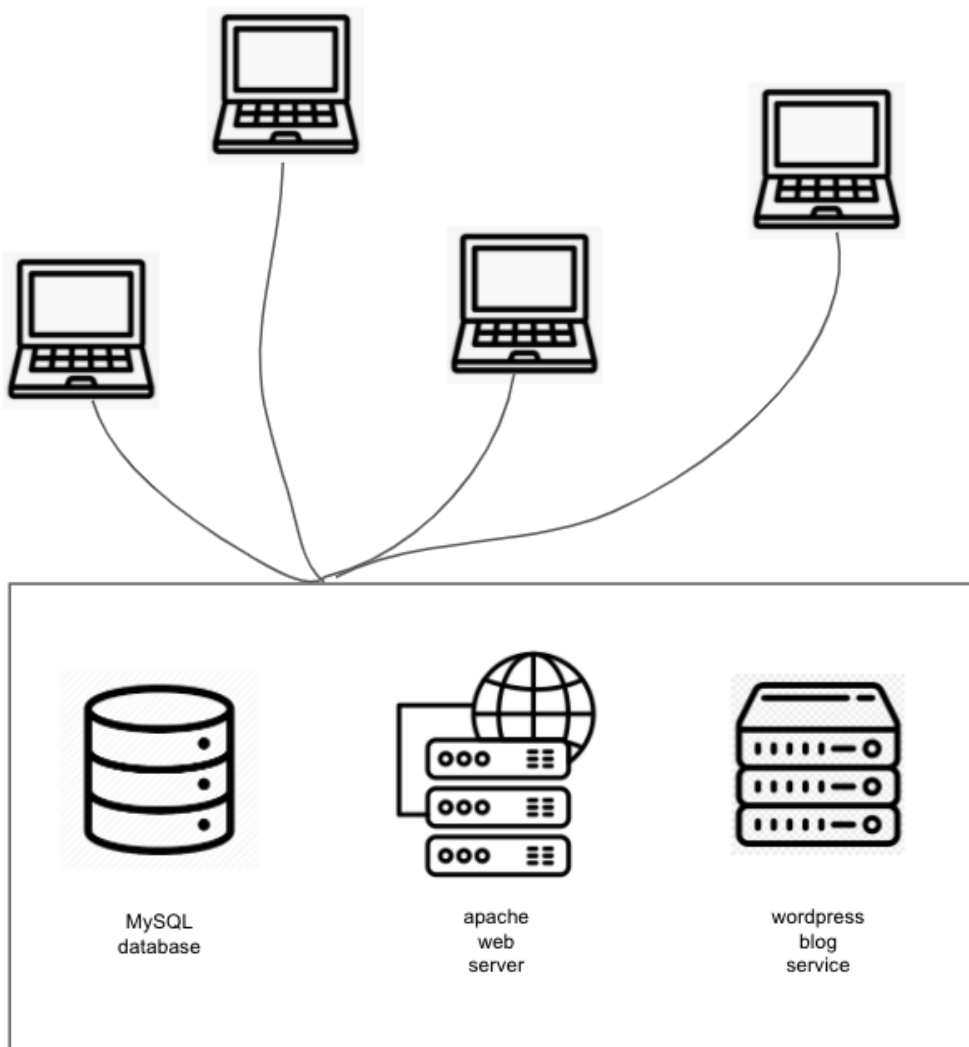 MySQL
database
apache
web
server
wordpress
blog
service